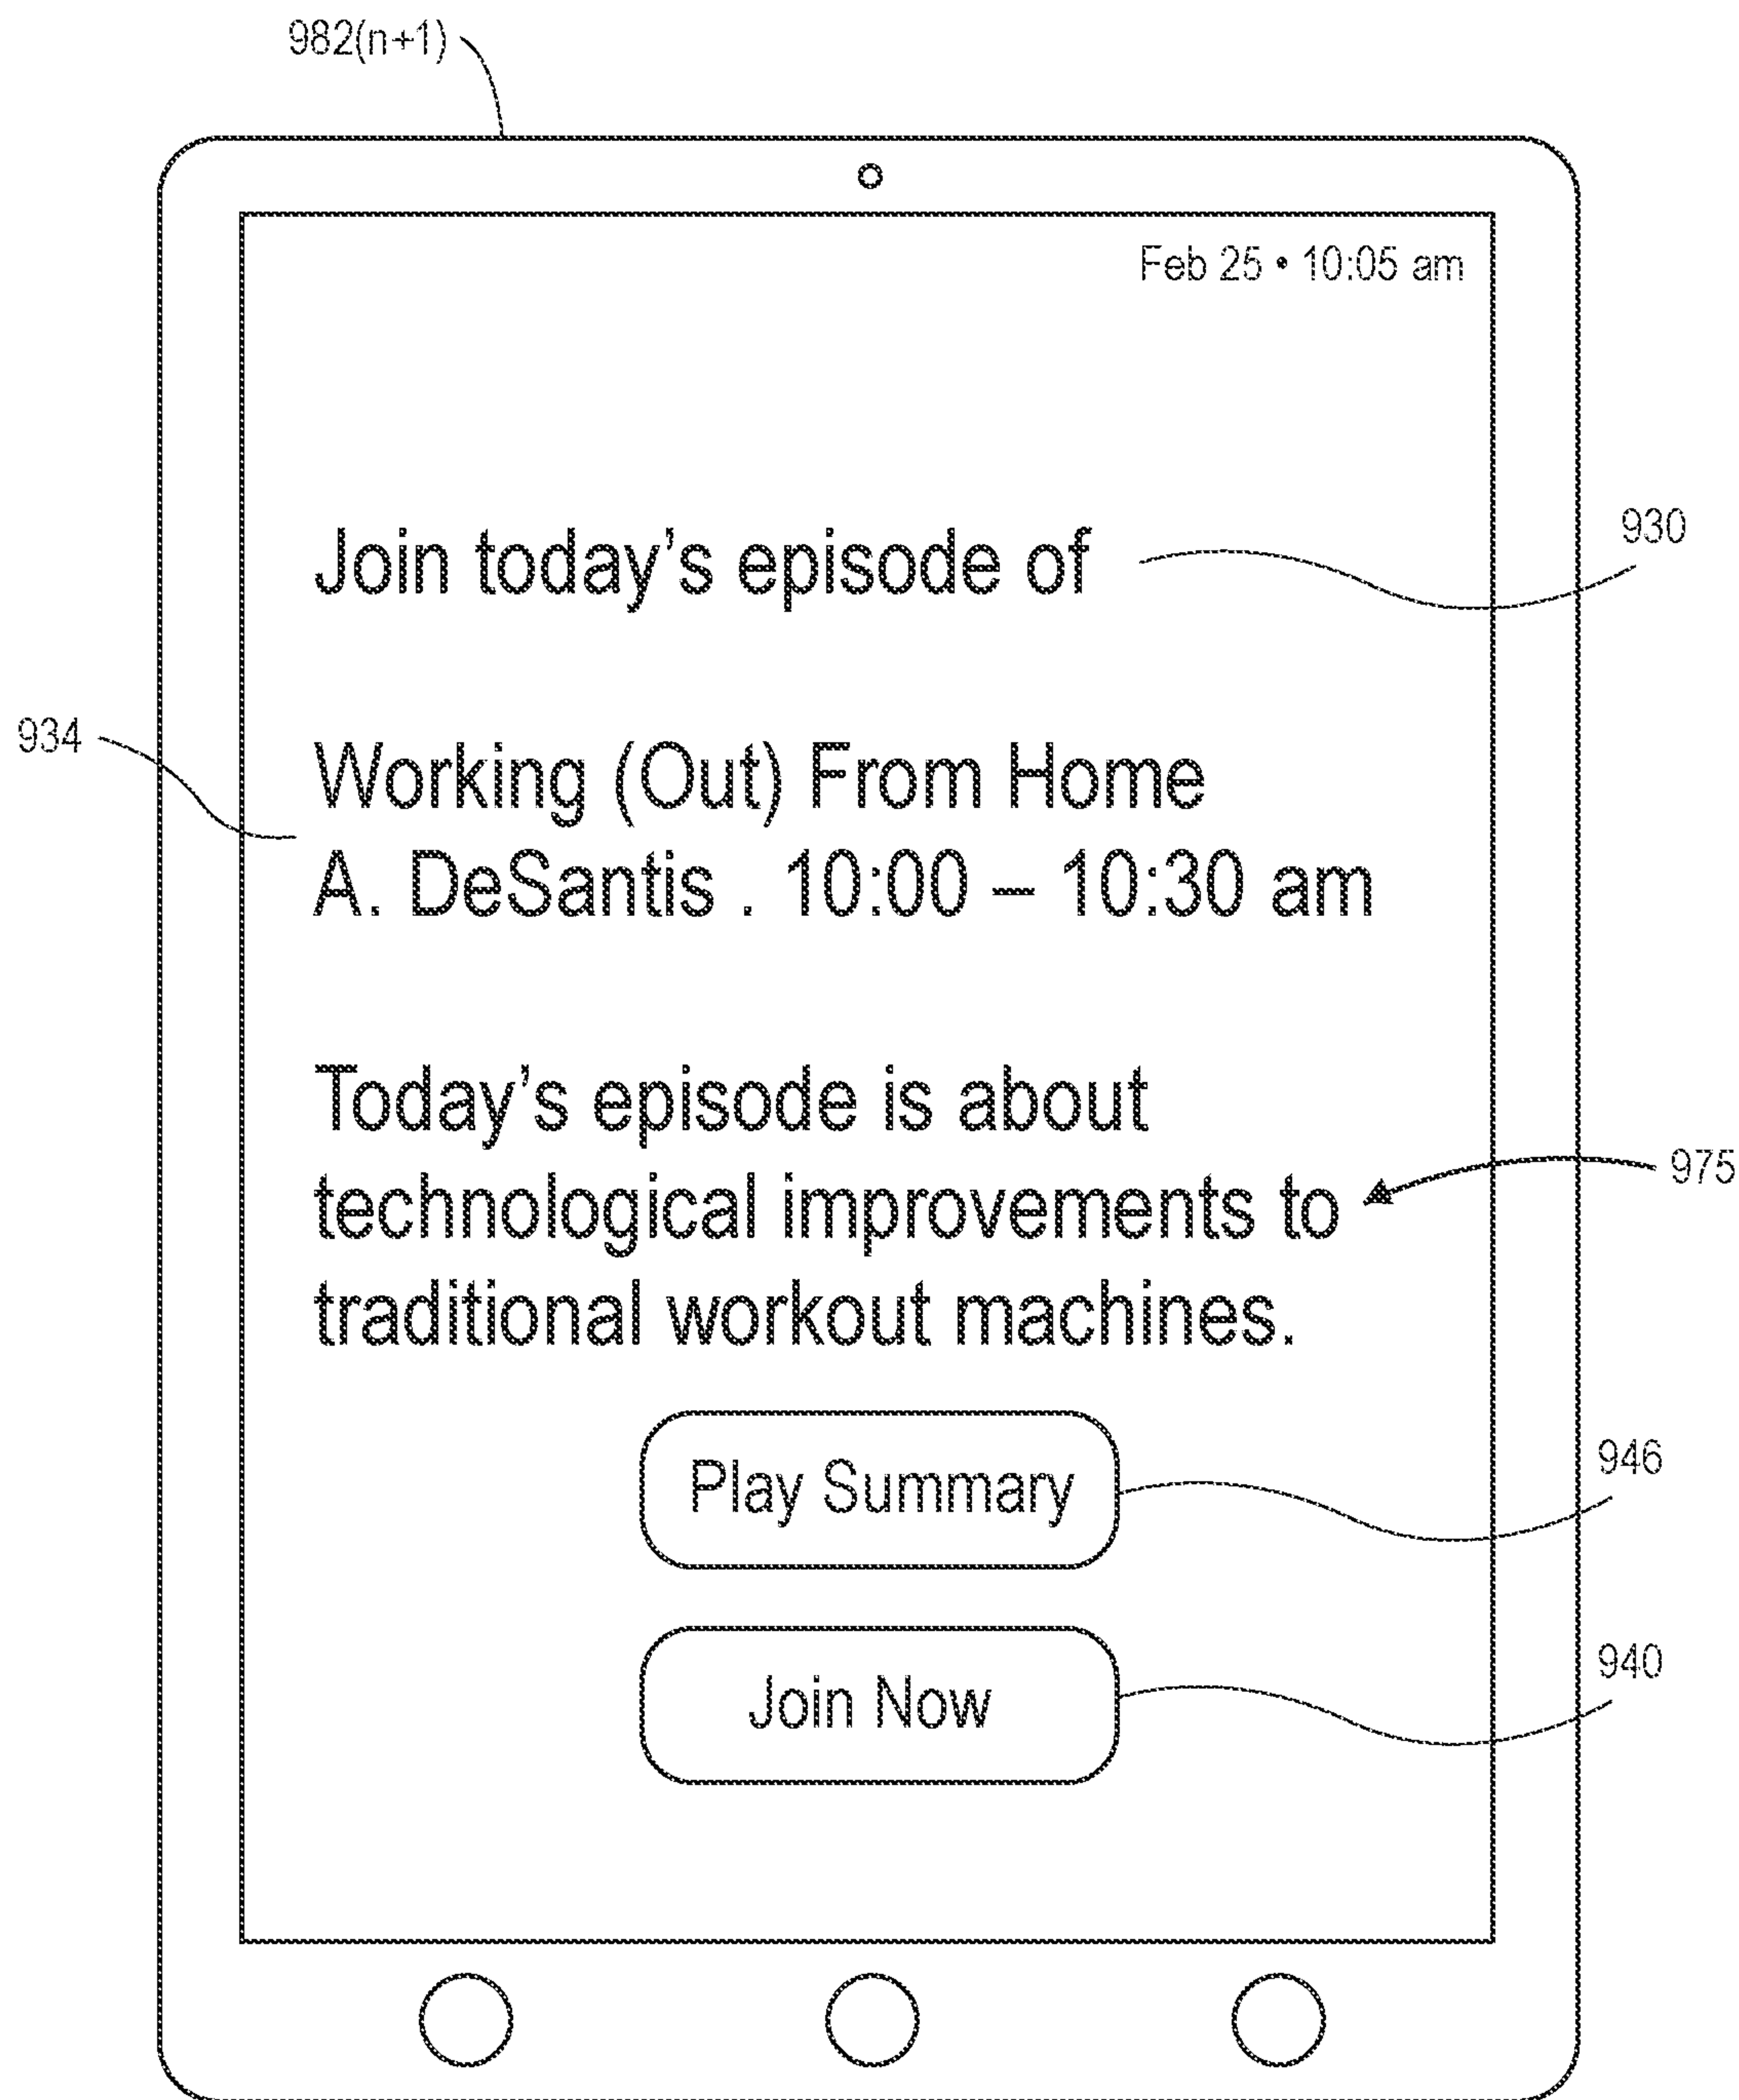 982(n+1)
Feb 25 • 10:05 am
Join today's episode of
930
934
Working (Out) From Home
A. DeSantis . 10:00 – 10:30 am
Today's episode is about
technological improvements to
975
traditional workout machines.
Play Summary
946
Join Now
940